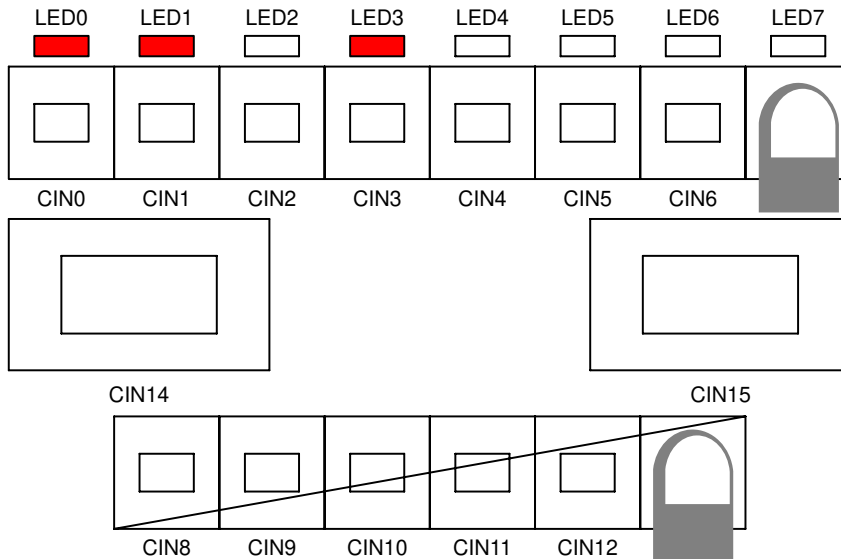 LED0 LED1 LED2 LED3 LED4 LED5 LED6 LED7
CIN0 CIN1 CIN2 CIN3 CIN4 CIN5 CIN6
CIN14 CIN15
CIN8 CIN9 CIN10 CIN11 CIN12